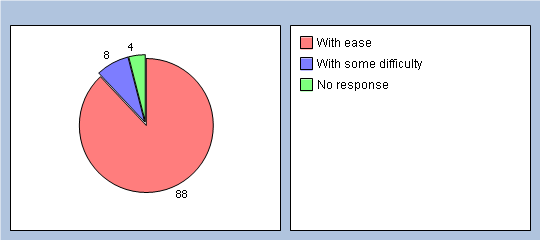 4
8
88
With ease
With some difficulty
No response